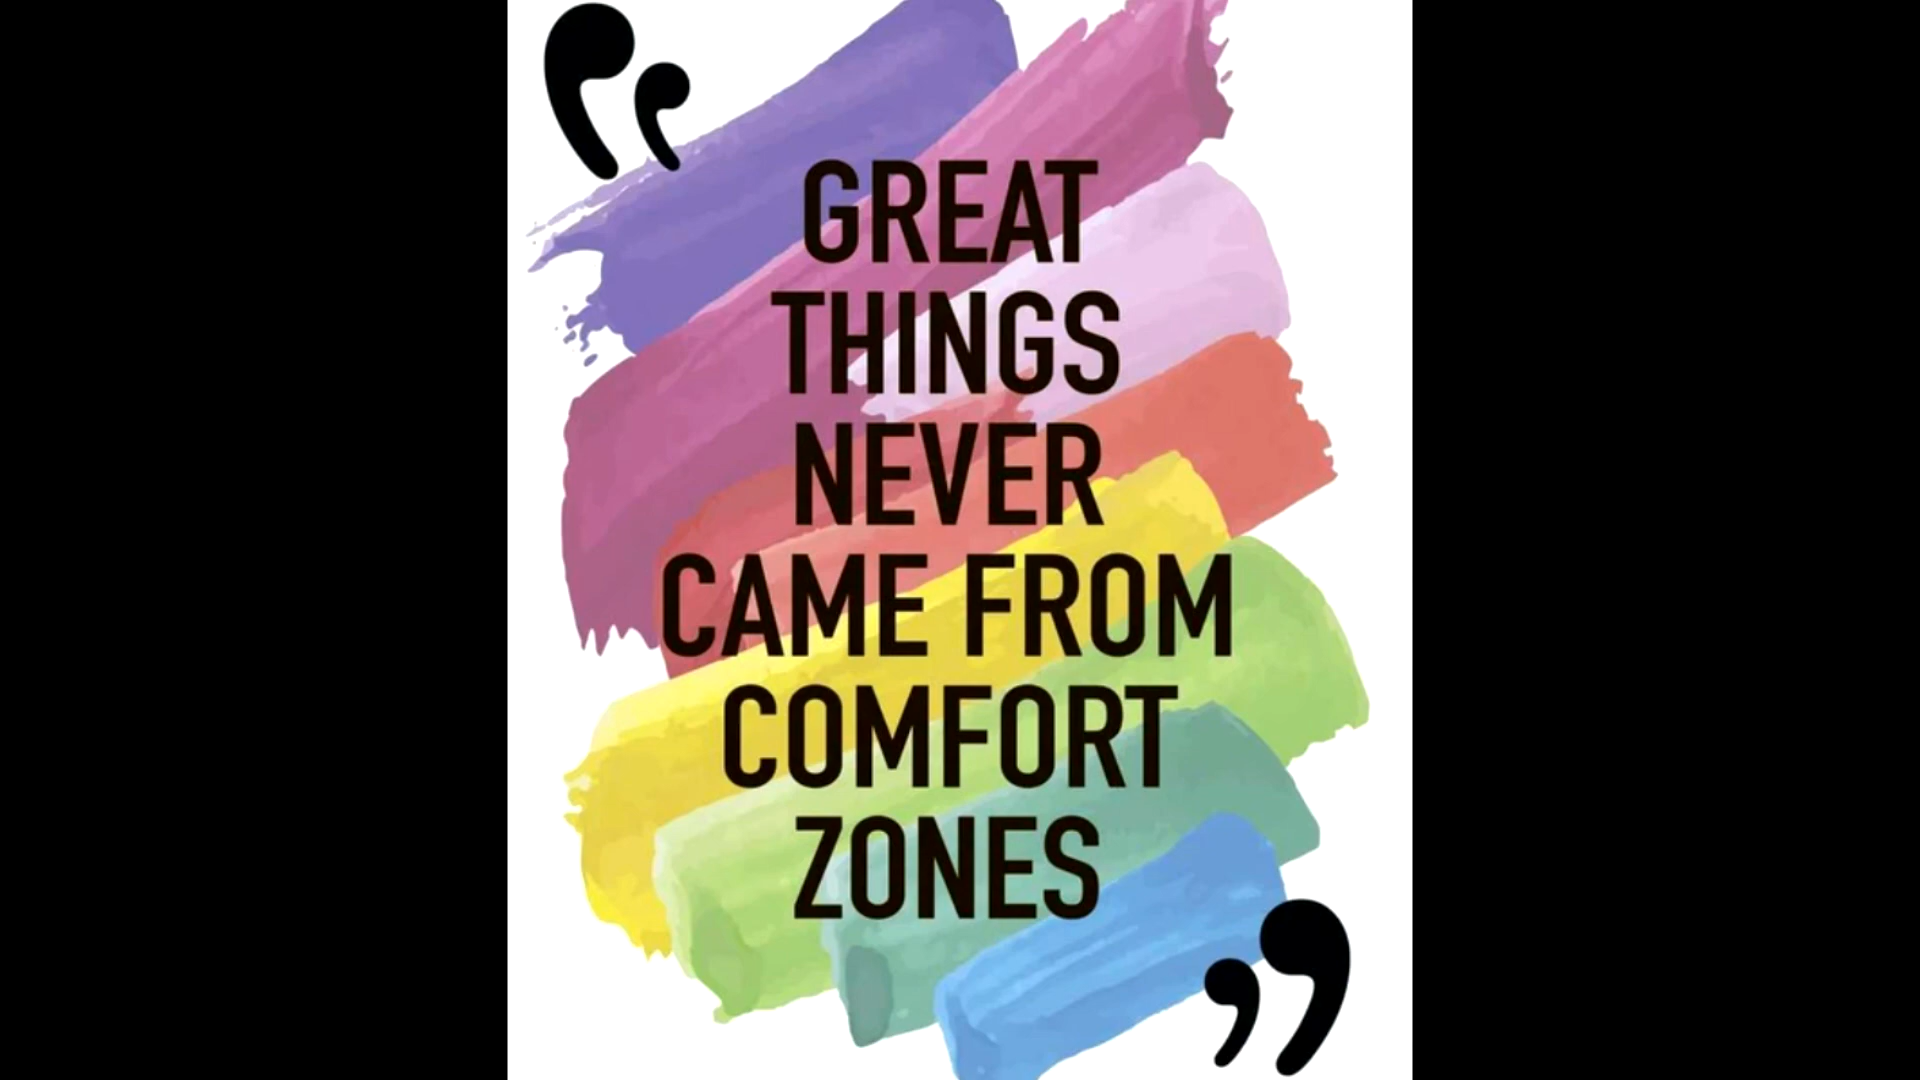 “
GREAT
THINGS
NEVER
CAME FROM
COMFORT
ZONES
”